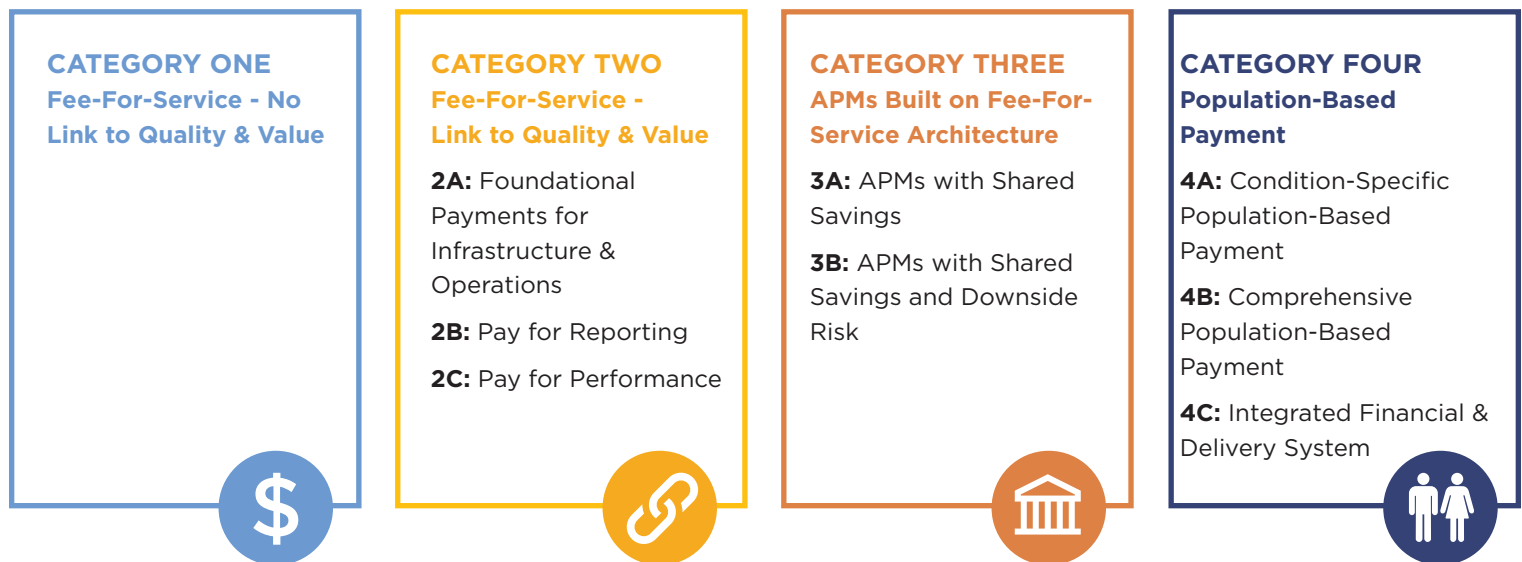 CATEGORY ONE
Fee-For-Service - No
Link to Quality & Value
CATEGORY TWO
Fee-For-Service -
Link to Quality & Value
2A: Foundational
Payments for
Infrastructure &
Operations
2B: Pay for Reporting
2C: Pay for Performance
CATEGORY THREE
APMs Built on Fee-For-
Service Architecture
3A: APMs with Shared
Savings
3B: APMs with Shared
Savings and Downside
Risk
CATEGORY FOUR
Population-Based
Payment
4A: Condition-Specific
Population-Based
Payment
4B: Comprehensive
Population-Based
Payment
4C: Integrated Financial &
Delivery System
$